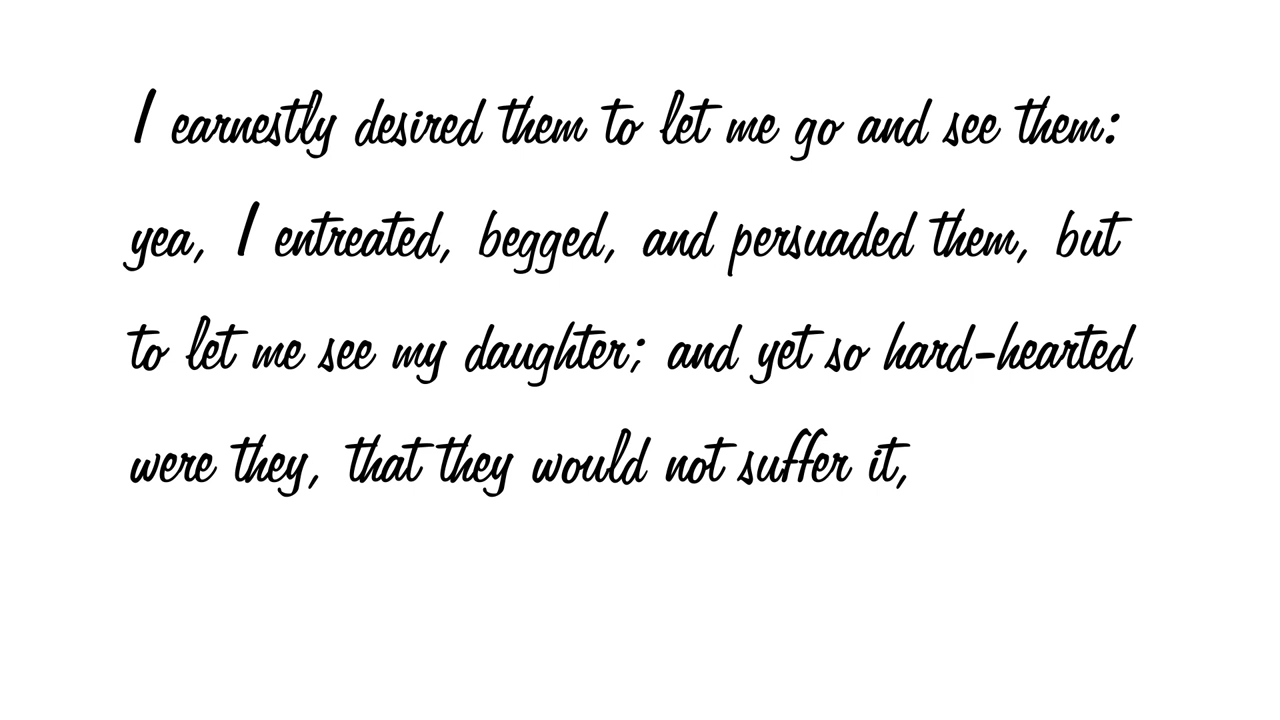 I earnestly desired them to let me go and see them:
yea, I entreated, begged, and persuaded them, but
to let me see my daughter; and yet so hard-hearted
were they, that they would not suffer it,